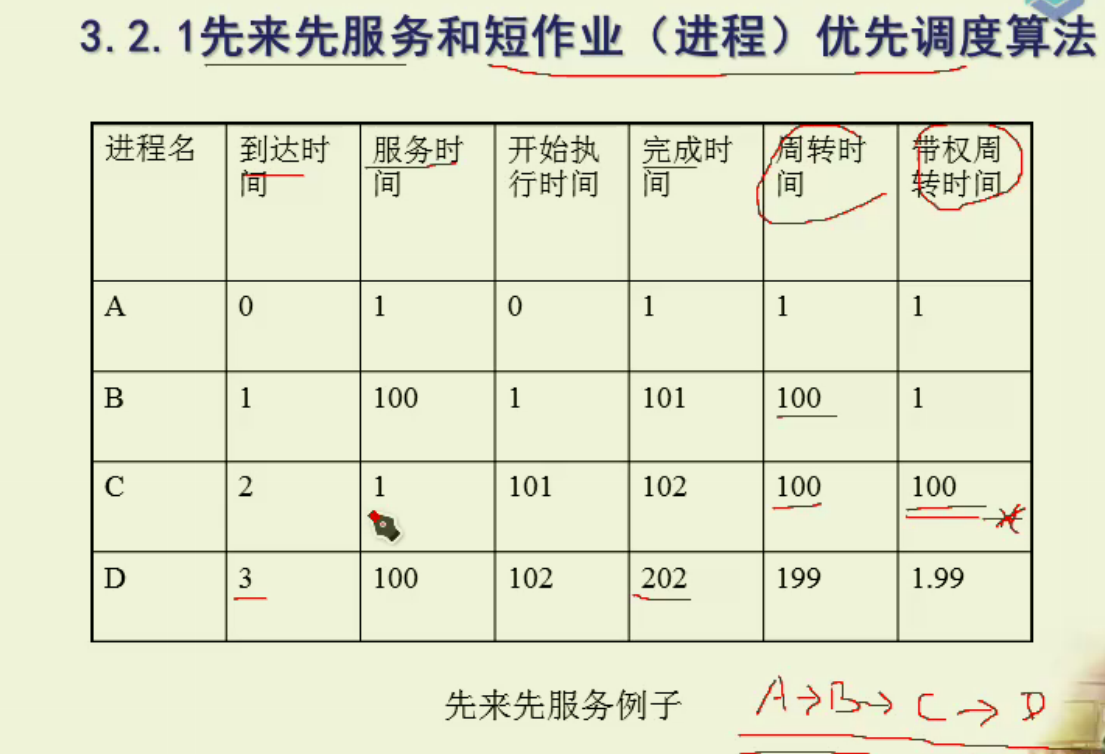 3.2.1先来先服务和短作业（进程）优先调度算法
进程名 到达时间 服务时间 开始执行时间 完成时间 周转时间 带权周转时间
A 0 1 0 1 1 1
B 1 100 1 101 100 1
C 2 1 101 102 100 100
D 3 100 102 202 199 1.99
先来先服务例子 A→B→C→D